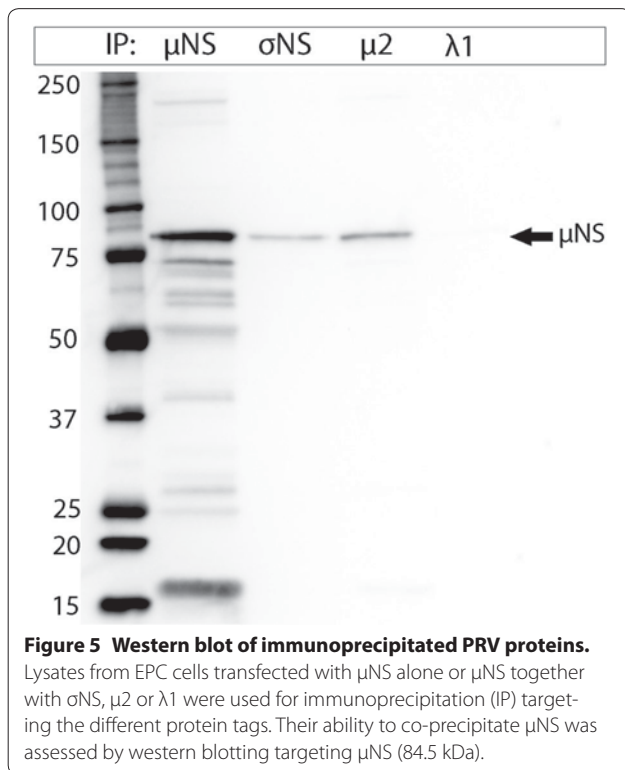 IP: μNS σNS μ2 λ1
250
150
100
μNS
75
50
37
25
20
15
Figure 5 Western blot of immunoprecipitated PRV proteins.
Lysates from EPC cells transfected with μNS alone or μNS together
with σNS, μ2 or λ1 were used for immunoprecipitation (IP) target-
ing the different protein tags. Their ability to co-precipitate μNS was
assessed by western blotting targeting μNS (84.5 kDa).